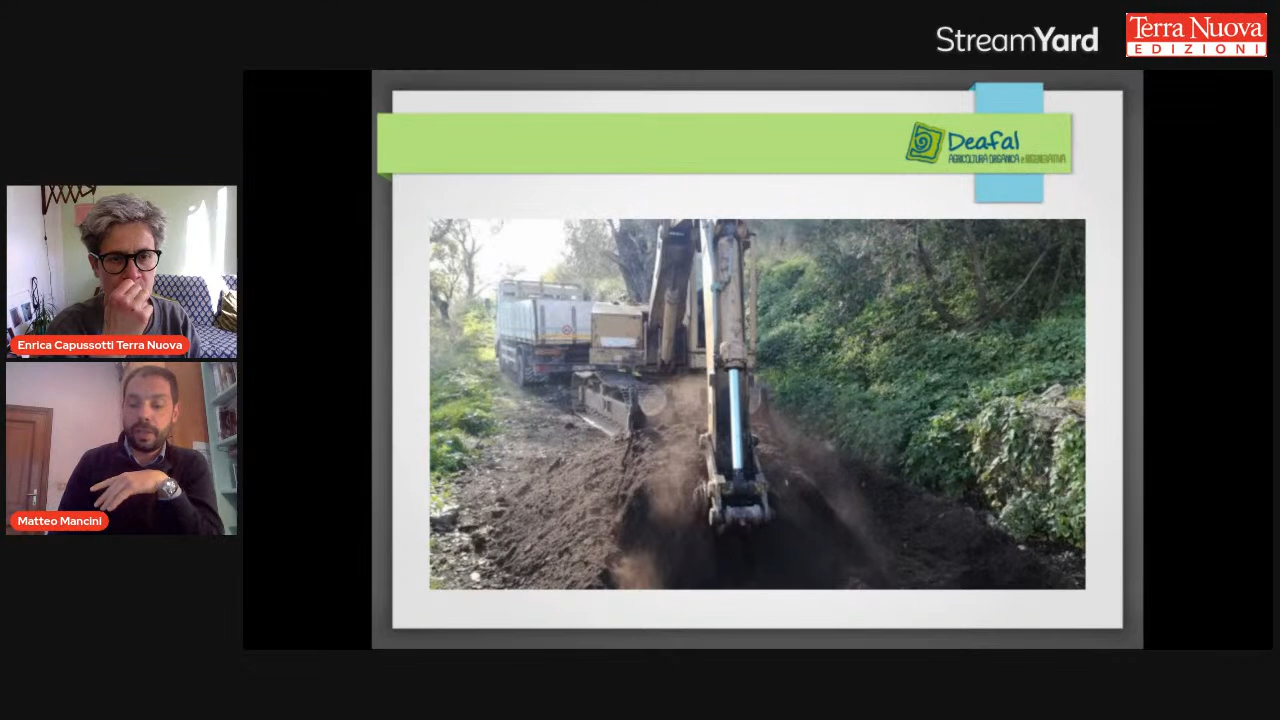 StreamYard
Terra Nuova
EDIZIONI
Deafal
AGRICOLTURA ORGANICA e RIGENERATIVA
Enrica Capussotti Terra Nuova
Matteo Mancini